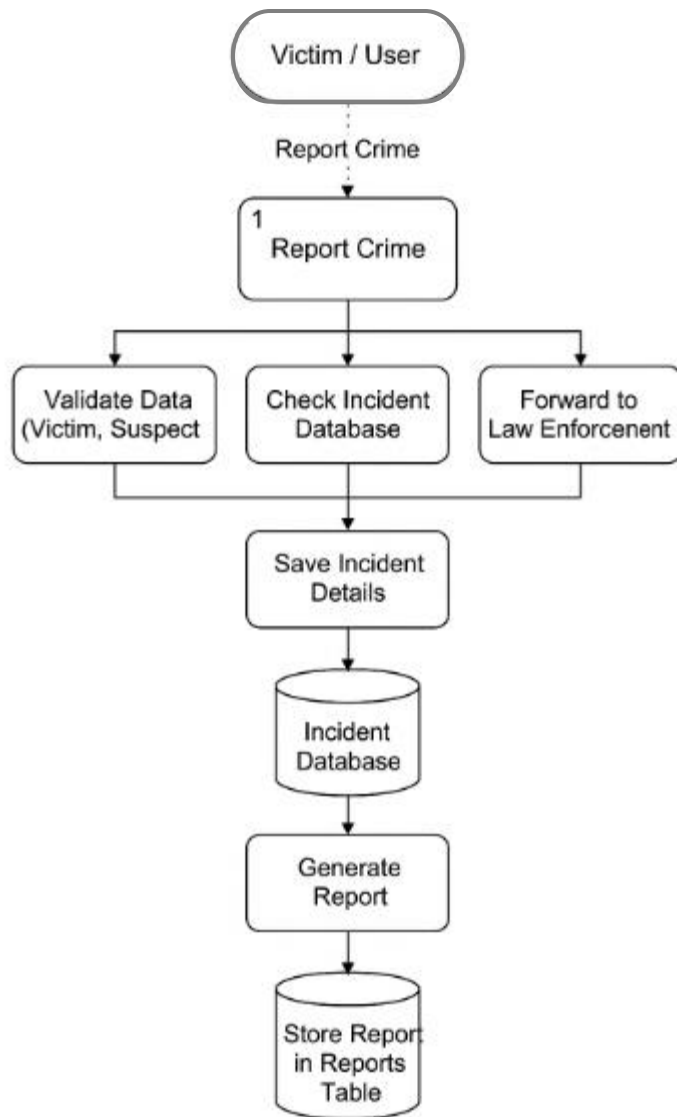 Victim / User
Report Crime
1
Report Crime
Validate Data
(Victim, Suspect
Check Incident
Database
Forward to
Law Enforcenent
Save Incident
Details
Incident
Database
Generate
Report
Store Report
in Reports
Table